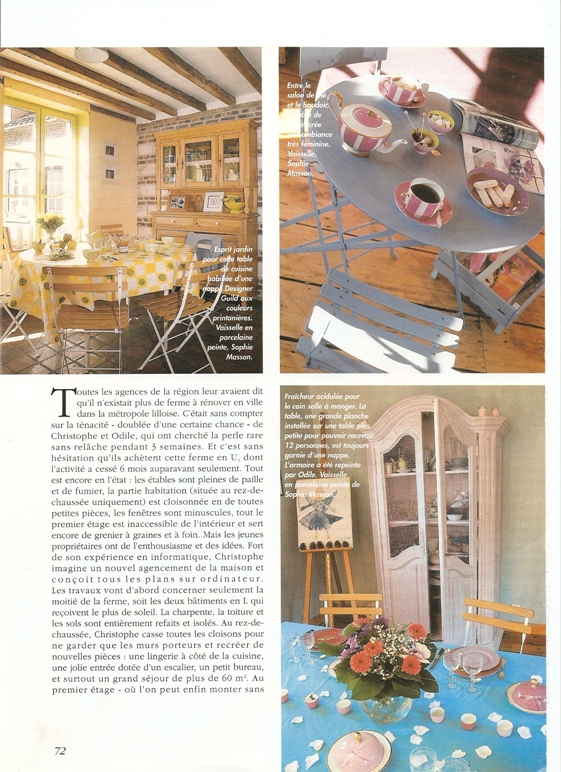 Entre le
salon de thé
et le boudoir,
de
crée
ambiance
très féminine.
Vaisselle,
Sophie
Masson.
Esprit jardin
pour cette table
de cuisine
habillée d'une
nappe Designer
Guild aux
couleurs
printanières.
Vaisselle en
porcelaine
peinte, Sophie
Masson.
Toutes les agences de la région leur avaient dit
qu'il n'existait plus de ferme à rénover en ville
dans la métropole lilloise. C'était sans compter
sur la ténacité - doublée d'une certaine chance - de
Christophe et Odile, qui ont cherché la perle rare
sans relâche pendant 3 semaines. Et c'est sans
hésitation qu'ils achètent cette ferme en U, dont
l'activité a cessé 6 mois auparavant seulement. Tout
est encore en l'état : les étables sont pleines de paille
et de fumier, la partie habitation (située au rez-de-
chaussée uniquement) est cloisonnée en de toutes
petites pièces, les fenêtres sont minuscules, tout le
premier étage est inaccessible de l'intérieur et sert
encore de grenier à graines et à foin. Mais les jeunes
propriétaires ont de l'enthousiasme et des idées. Fort
de son expérience en informatique, Christophe
imagine un nouvel agencement de la maison et
conçoit tous les plans sur ordinateur.
Les travaux vont d'abord concerner seulement la
moitié de la ferme, soit les deux bâtiments en L qui
reçoivent le plus de soleil. La charpente, la toiture et
les sols sont entièrement refaits et isolés. Au rez-de-
chaussée, Christophe casse toutes les cloisons pour
ne garder que les murs porteurs et recréer de
nouvelles pièces : une lingerie à côté de la cuisine,
une jolie entrée dotée d'un escalier, un petit bureau,
et surtout un grand séjour de plus de 60 m². Au
premier étage - où l'on peut enfin monter sans
Fraîcheur acidulée pour
le coin salle à manger. La
table, une grande planche
installée sur une table plus
petite pour pouvoir recevoir
12 personnes, est toujours
garnie d'une nappe.
L'armoire a été repeinte
par Odile. Vaisselle
en porcelaine peinte de
Sophie Masson.
72